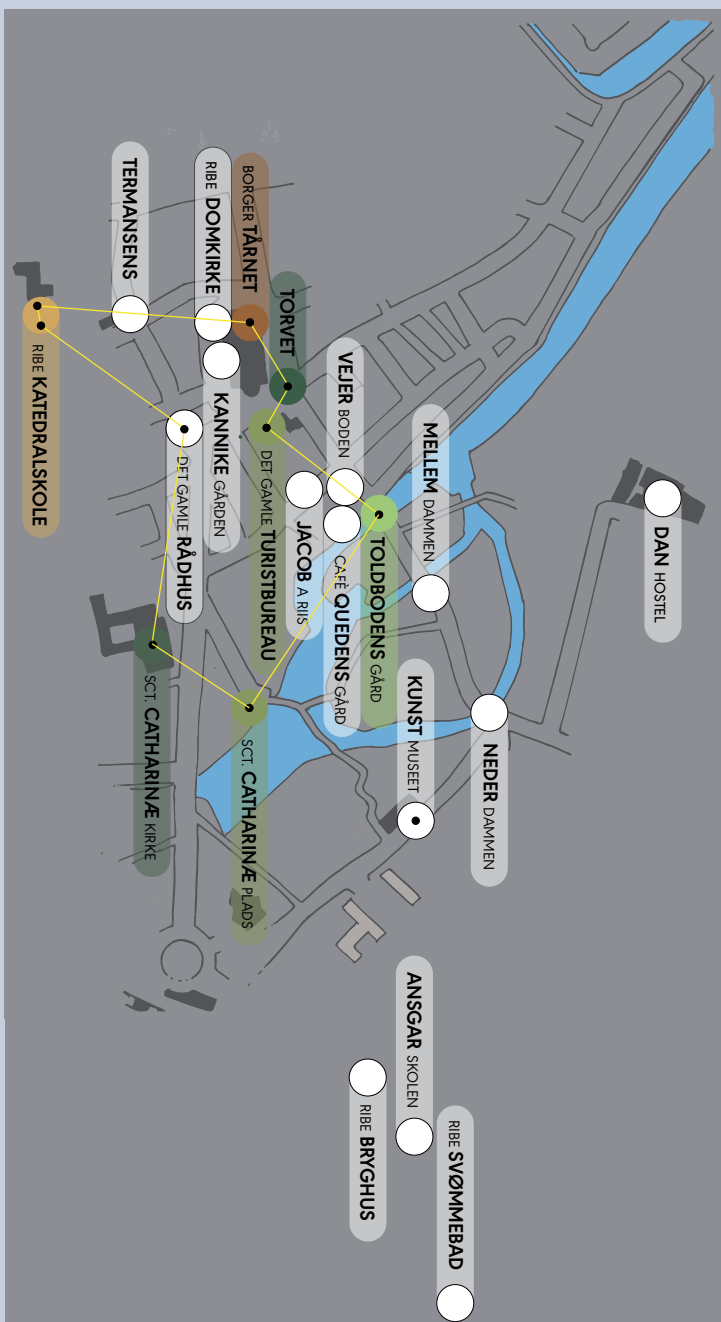 DAN HOSTEL
RIBE SVØMMEBAD
NEDER DAMMEN
MELLEM DAMMEN
KUNST MUSEET
ANSGAR SKOLEN
TOLDBODENS GÅRD
RIBE BRYGHUS
VEJER BODEN
CAFÈ QUEDENS GÅRD
JACOB A RIIS
TORVET
DET GAMLE TURISTBUREAU
BORGER TÅRNET
SCT. CATHARINÆ PLADS
RIBE DOMKIRKE
KANNIKE GÅRDEN
DET GAMLE RÅDHUS
SCT. CATHARINÆ KIRKE
TERMANSENS
RIBE KATEDRALSKOLE